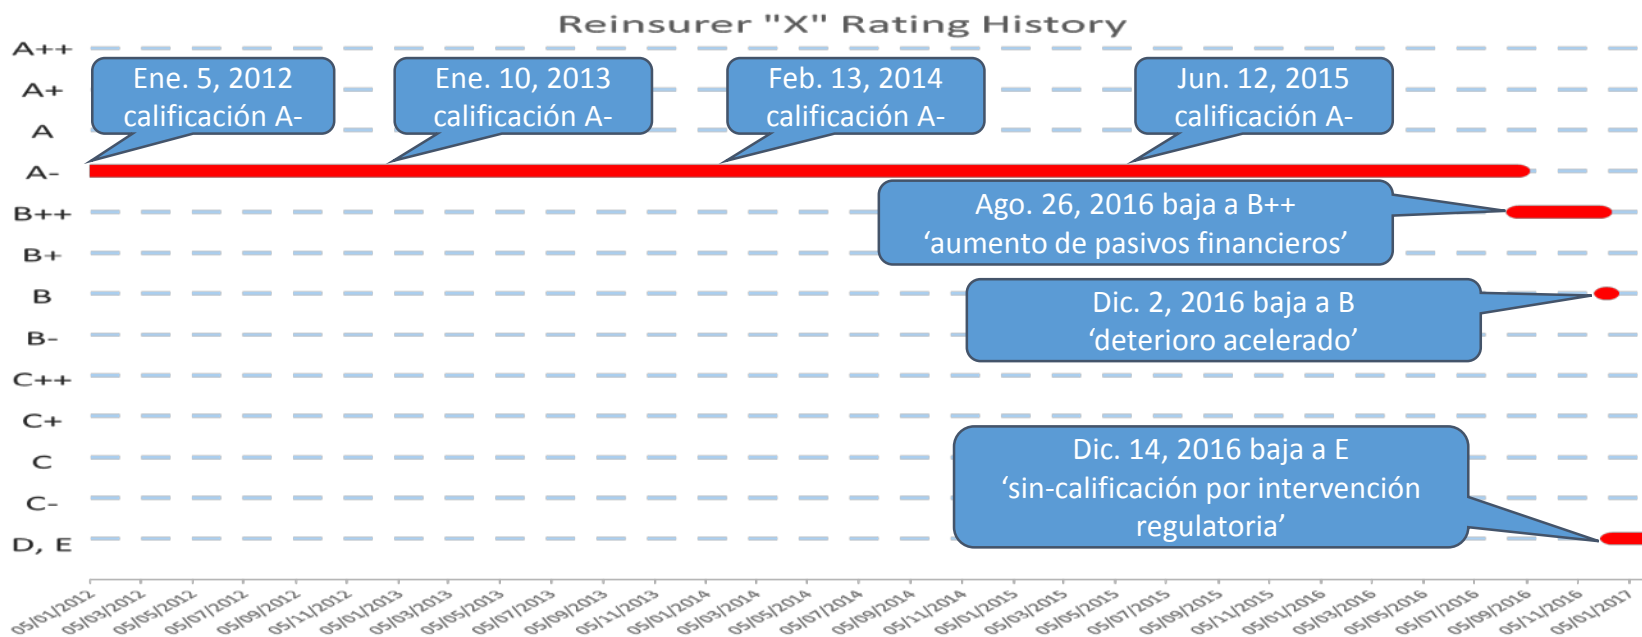 Reinsurer "X" Rating History
A++
A+
A
A-
B++
B+
B
B-
C++
C+
C
C-
D, E
Ene. 5, 2012
calificación A-
Ene. 10, 2013
calificación A-
Feb. 13, 2014
calificación A-
Jun. 12, 2015
calificación A-
Ago. 26, 2016 baja a B++
‘aumento de pasivos financieros’
Dic. 2, 2016 baja a B
‘deterioro acelerado’
Dic. 14, 2016 baja a E
‘sin-calificación por intervención
regulatoria’
05/01/2012
05/03/2012
05/05/2012
05/07/2012
05/09/2012
05/11/2012
05/01/2013
05/03/2013
05/05/2013
05/07/2013
05/09/2013
05/11/2013
05/01/2014
05/03/2014
05/05/2014
05/07/2014
05/09/2014
05/11/2014
05/01/2015
05/03/2015
05/05/2015
05/07/2015
05/09/2015
05/11/2015
05/01/2016
05/03/2016
05/05/2016
05/07/2016
05/09/2016
05/11/2016
05/01/2017